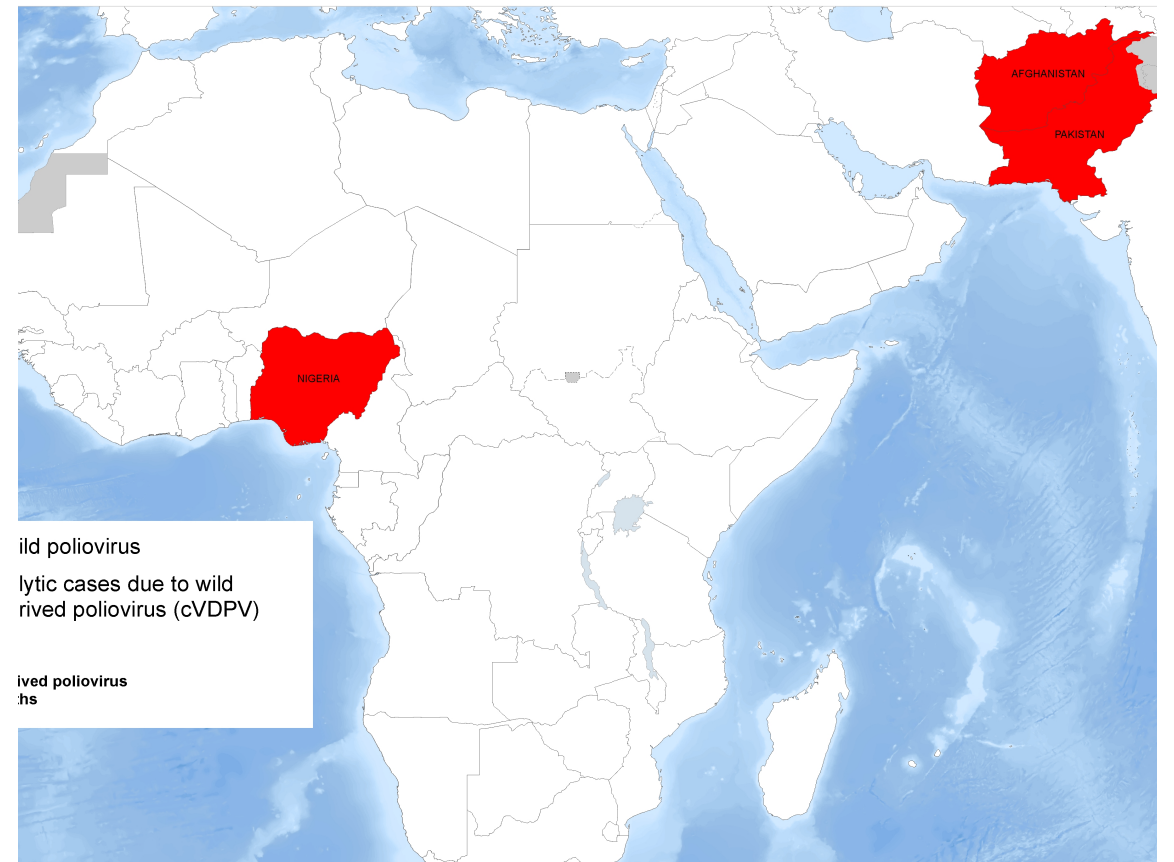 AFGHANISTAN
PAKISTAN
NIGERIA
ild poliovirus
lytic cases due to wild
rived poliovirus (cVDPV)
ived poliovirus
ths